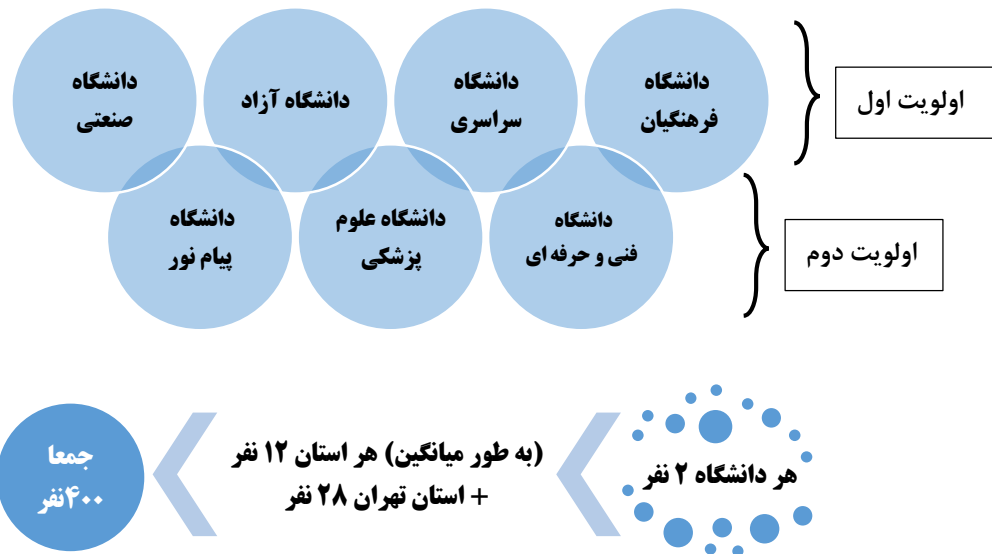 اولویت اول
دانشگاه
فرهنگیان
دانشگاه
سراسری
دانشگاه آزاد
دانشگاه
صنعتی
اولویت دوم
دانشگاه
فنی و حرفه ای
دانشگاه علوم
پزشکی
دانشگاه
پیام نور
هر دانشگاه ۲ نفر
(به طور میانگین) هر استان ۱۲ نفر
+ استان تهران ۲۸ نفر
جمعا
۴۰۰نفر